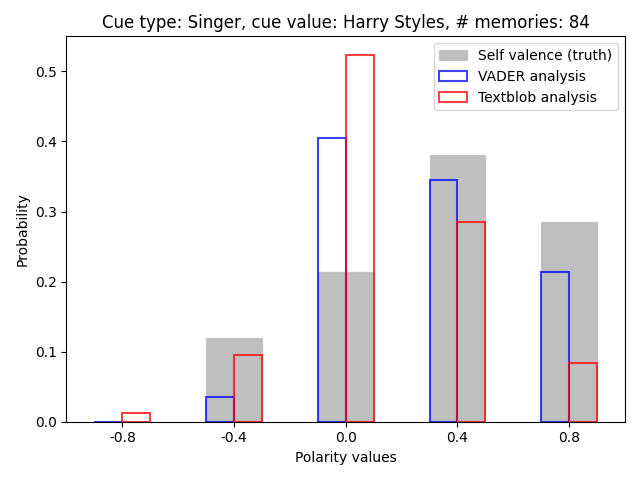 Cue type: Singer, cue value: Harry Styles, # memories: 84
Self valence (truth)
VADER analysis
Textblob analysis
Probability
0.5
0.4
0.3
0.2
0.1
0.0
-0.8 -0.4 0.0 0.4 0.8
Polarity values